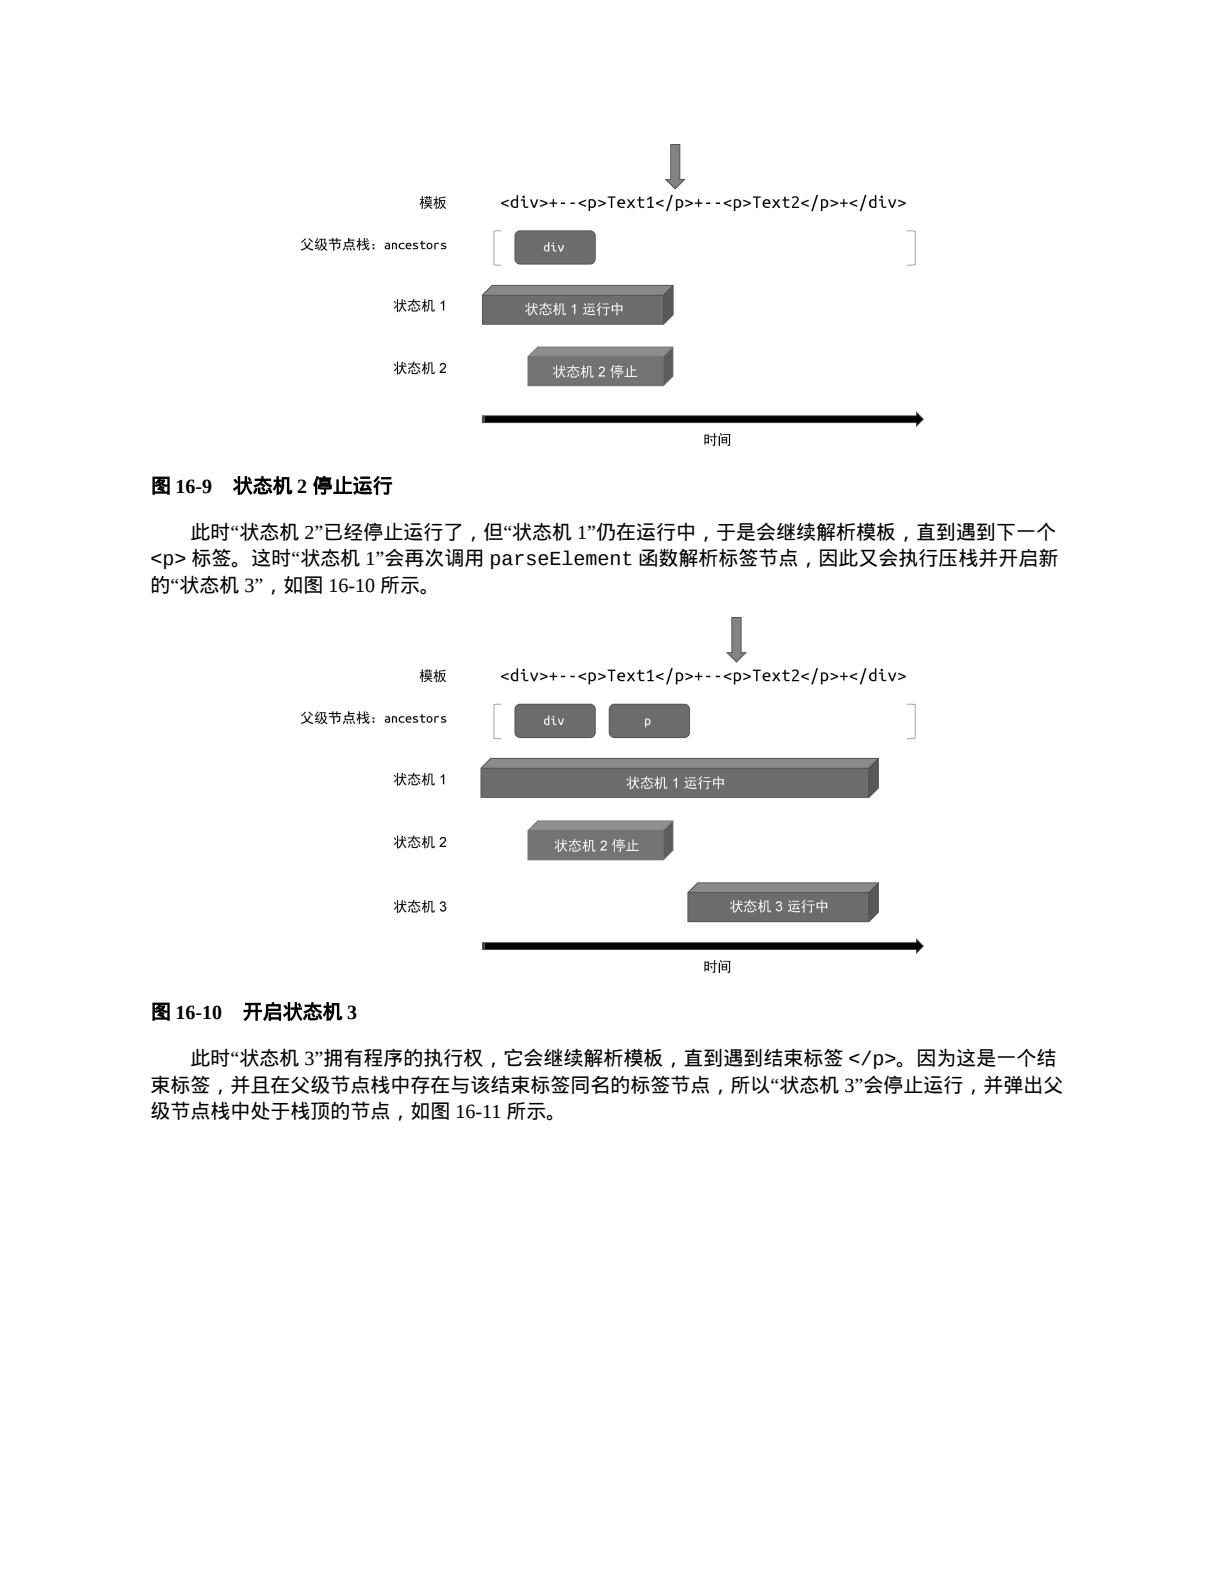 模板 <div>+--<p>Text1</p>+--<p>Text2</p>+</div>
父级节点栈: ancestors div
状态机 1 状态机 1 运行中
状态机 2 状态机 2 停止
时间
图 16-9 状态机 2 停止运行
此时“状态机 2”已经停止运行了，但“状态机 1”仍在运行中，于是会继续解析模板，直到遇到下一个
<p> 标签。这时“状态机 1”会再次调用 parseElement 函数解析标签节点，因此又会执行压栈并开启新
的“状态机 3”，如图 16-10 所示。
模板 <div>+--<p>Text1</p>+--<p>Text2</p>+</div>
父级节点栈: ancestors div p
状态机 1 状态机 1 运行中
状态机 2 状态机 2 停止
状态机 3 状态机 3 运行中
时间
图 16-10 开启状态机 3
此时“状态机 3”拥有程序的执行权，它会继续解析模板，直到遇到结束标签 </p>。因为这是一个结
束标签，并且在父级节点栈中存在与该结束标签同名的标签节点，所以“状态机 3”会停止运行，并弹出父
级节点栈中处于栈顶的节点，如图 16-11 所示。